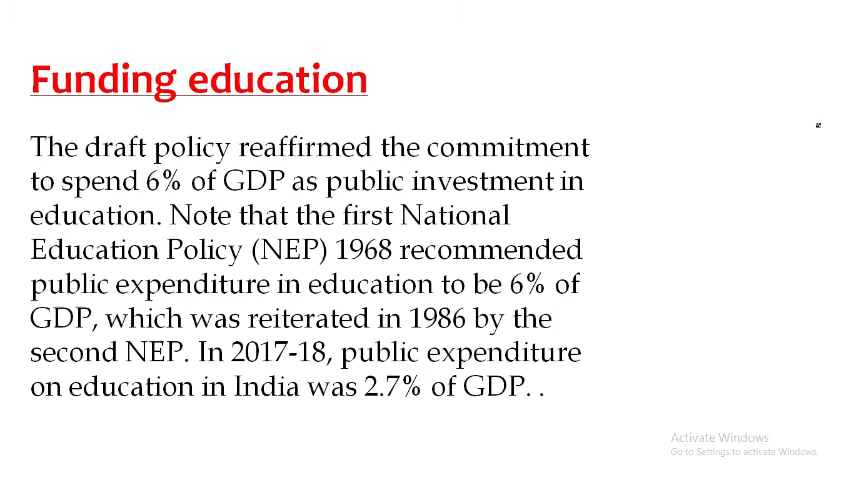 Funding education
The draft policy reaffirmed the commitment
to spend 6% of GDP as public investment in
education. Note that the first National
Education Policy (NEP) 1968 recommended
public expenditure in education to be 6% of
GDP, which was reiterated in 1986 by the
second NEP. In 2017-18, public expenditure
on education in India was 2.7% of GDP. .
Activate Windows
Go to Settings to activate Windows.